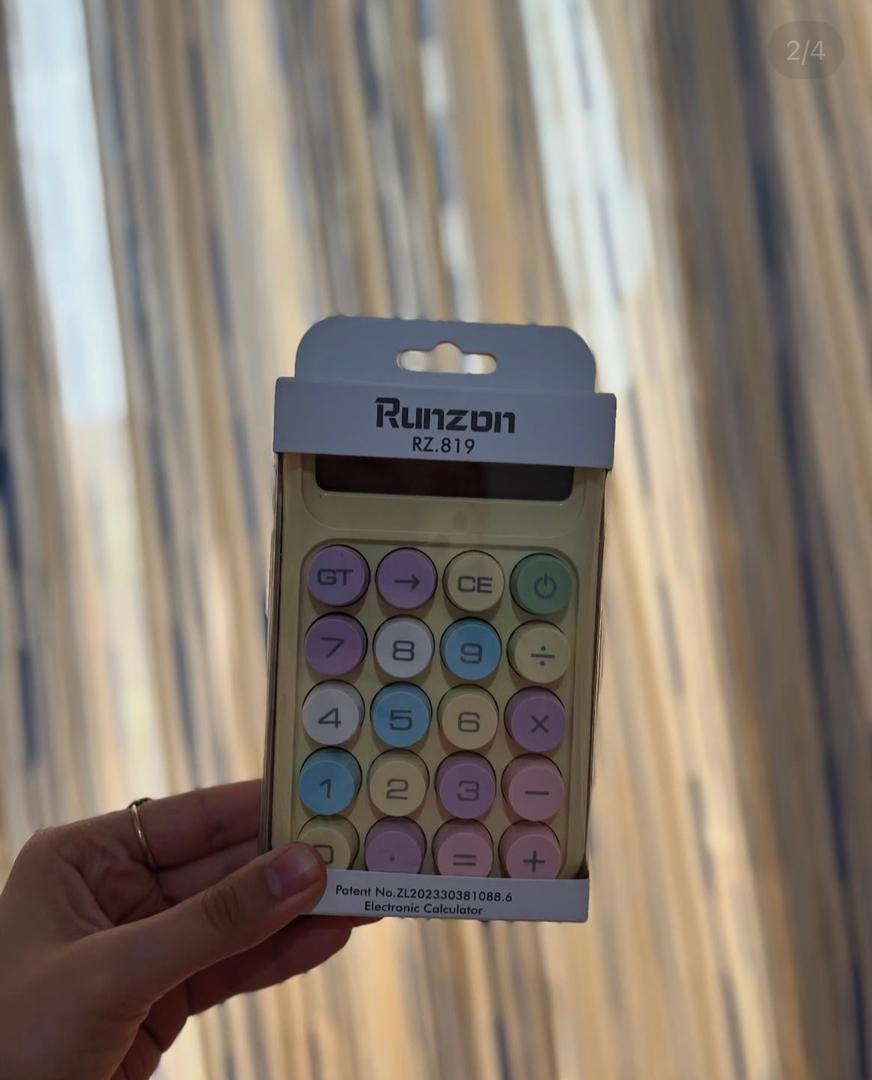 2/4
Runzon
RZ.819
GT → CE
7 8 9 ÷
4 5 6 ×
1 2 3 −
0 . = +
Patent No.ZL202330381088.6
Electronic Calculator